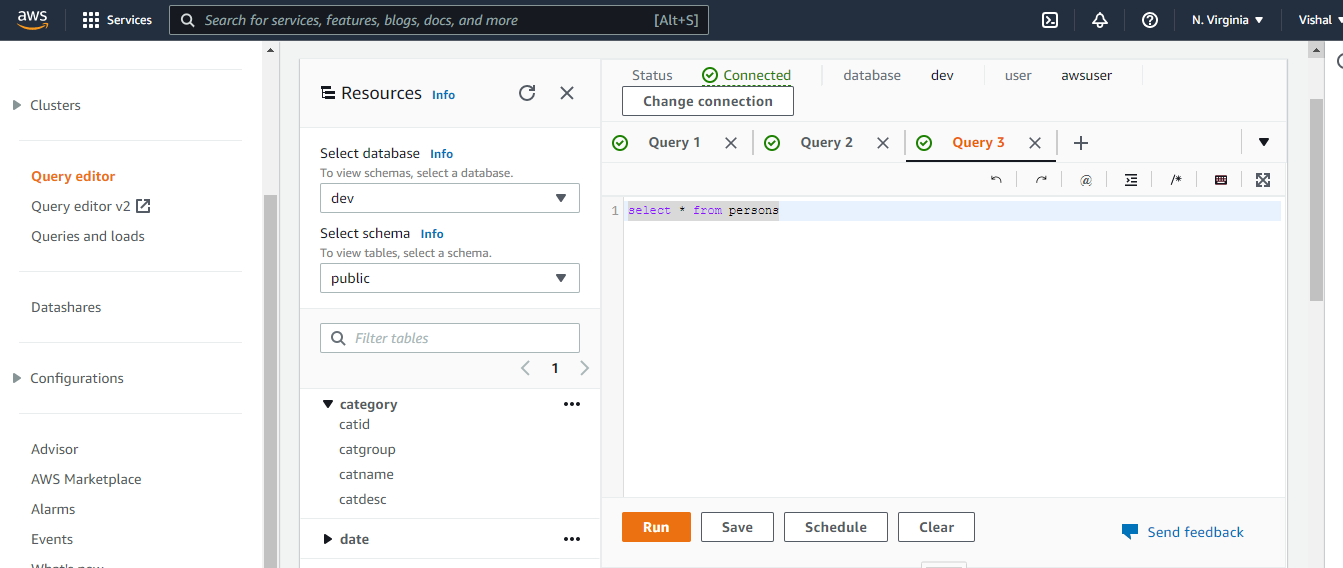 aws
Services
Search for services, features, blogs, docs, and more
[Alt+S]
N. Virginia
Vishal
Clusters
Query editor
Query editor v2
Queries and loads
Datashares
Configurations
Advisor
AWS Marketplace
Alarms
Events
What's new
Resources Info
Select database Info
To view schemas, select a database.
dev
Select schema Info
To view tables, select a schema.
public
Filter tables
1
category
catid
catgroup
catname
catdesc
date
Status Connected database dev user awsuser
Change connection
Query 1 Query 2 Query 3
@ /*
1 select * from persons
Run Save Schedule Clear
Send feedback